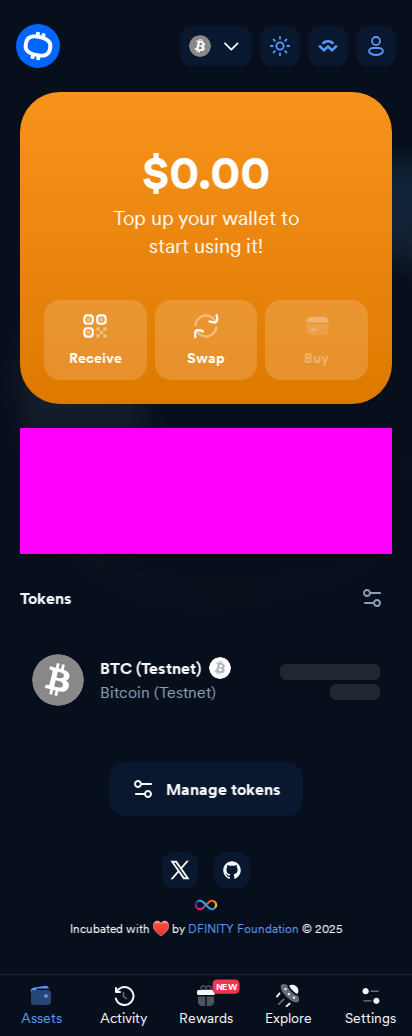 $0.00
Top up your wallet to
start using it!
Receive
Swap
Buy
Tokens
BTC (Testnet)
Bitcoin (Testnet)
Manage tokens
Incubated with ❤️ by DFINITY Foundation © 2025
NEW
Assets
Activity
Rewards
Explore
Settings